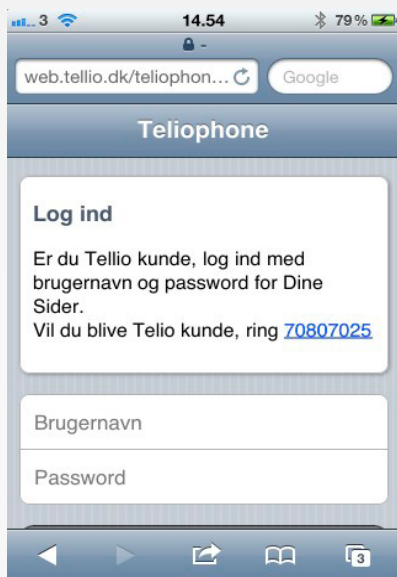 3 14.54 79%
-
web.tellio.dk/teliophon... Google
Teliophone
Log ind
Er du Tellio kunde, log ind med
brugernavn og password for Dine
Sider.
Vil du blive Telio kunde, ring 70807025
Brugernavn
Password
3